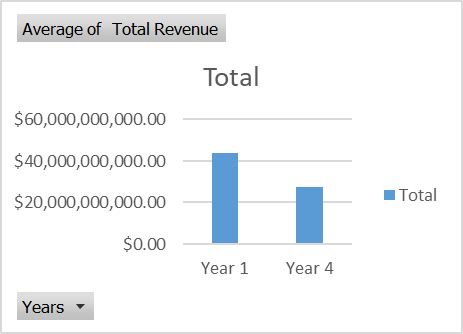 Average of  Total Revenue
Total
$60,000,000,000.00
$40,000,000,000.00
$20,000,000,000.00
$0.00
Year 1 Year 4
Total
Years